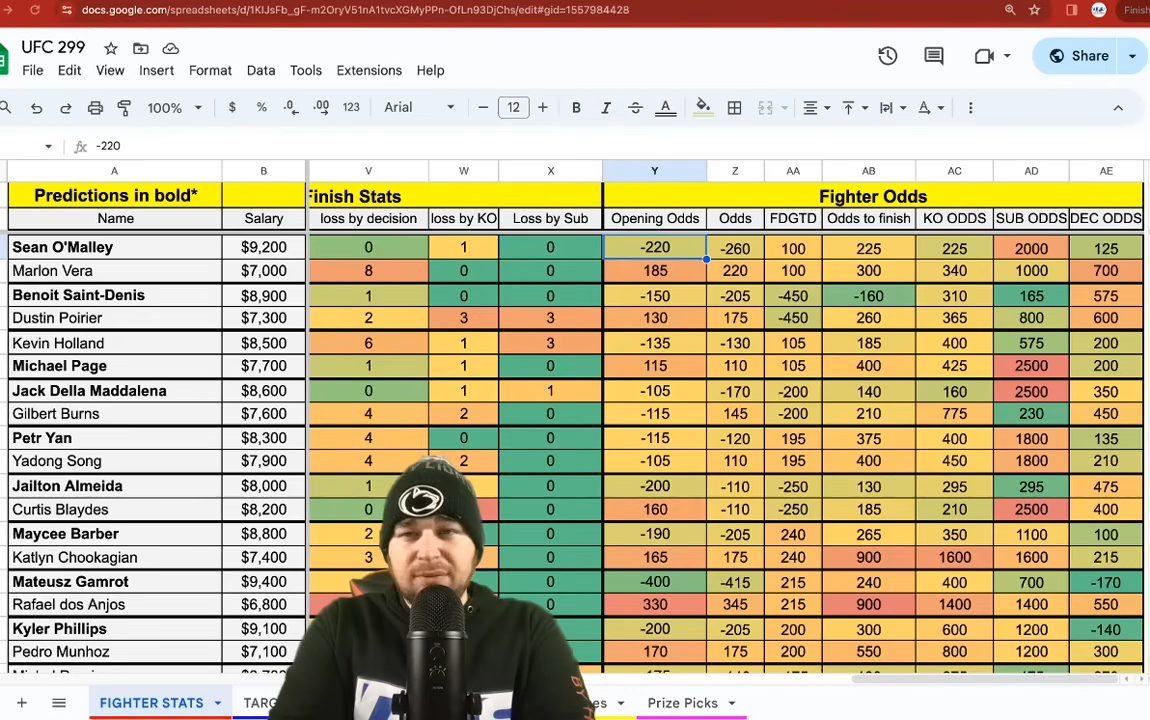 docs.google.com/spreadsheets/d/1KIJsFb_gF-m2OryV51nA1tvcXGMyPPn-OfLn93DjChs/edit#gid=1557984428
Finish
UFC 299
File Edit View Insert Format Data Tools Extensions Help
Share
100% $ % .0 .00 123 Arial 12 B I A A
fx -220
A B V W X Y Z AA AB AC AD AE
Predictions in bold* Finish Stats Fighter Odds
Name Salary loss by decision loss by KO Loss by Sub Opening Odds Odds FDGTD Odds to finish KO ODDS SUB ODDS DEC ODDS
Sean O'Malley $9,200 0 1 0 -220 -260 100 225 225 2000 125
Marlon Vera $7,000 8 0 0 185 220 100 300 340 1000 700
Benoit Saint-Denis $8,900 1 0 0 -150 -205 -450 -160 310 165 575
Dustin Poirier $7,300 2 3 3 130 175 -450 260 365 800 600
Kevin Holland $8,500 6 1 3 -135 -130 105 185 400 575 200
Michael Page $7,700 1 1 0 115 110 105 400 425 2500 200
Jack Della Maddalena $8,600 0 1 1 -105 -170 -200 140 160 2500 350
Gilbert Burns $7,600 4 2 0 -115 145 -200 210 775 230 450
Petr Yan $8,300 4 0 0 -115 -120 195 375 400 1800 135
Yadong Song $7,900 4 2 0 -105 110 195 400 450 1800 210
Jailton Almeida $8,000 1 0 -200 -110 -250 130 295 295 475
Curtis Blaydes $8,200 0 0 160 -110 -250 185 210 2500 400
Maycee Barber $8,800 2 0 -190 -205 240 265 350 1100 100
Katlyn Chookagian $7,400 3 0 165 175 240 900 1600 1600 215
Mateusz Gamrot $9,400 0 -400 -415 215 240 400 700 -170
Rafael dos Anjos $6,800 0 330 345 215 900 1400 1400 550
Kyler Phillips $9,100 0 -200 -205 200 300 600 1200 -140
Pedro Munhoz $7,100 0 170 175 200 550 800 1200 300
FIGHTER STATS TARG es Prize Picks